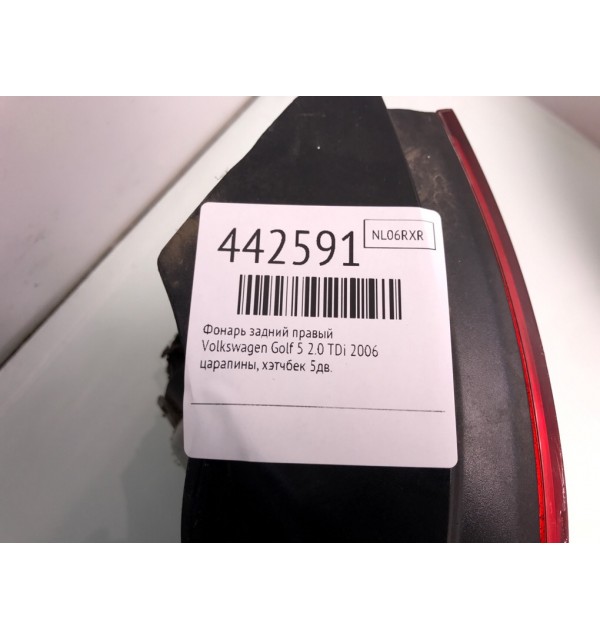 442591
NL06RXR
Фонарь задний правый
Volkswagen Golf 5 2.0 TDi 2006
царапины, хэтчбек 5дв.